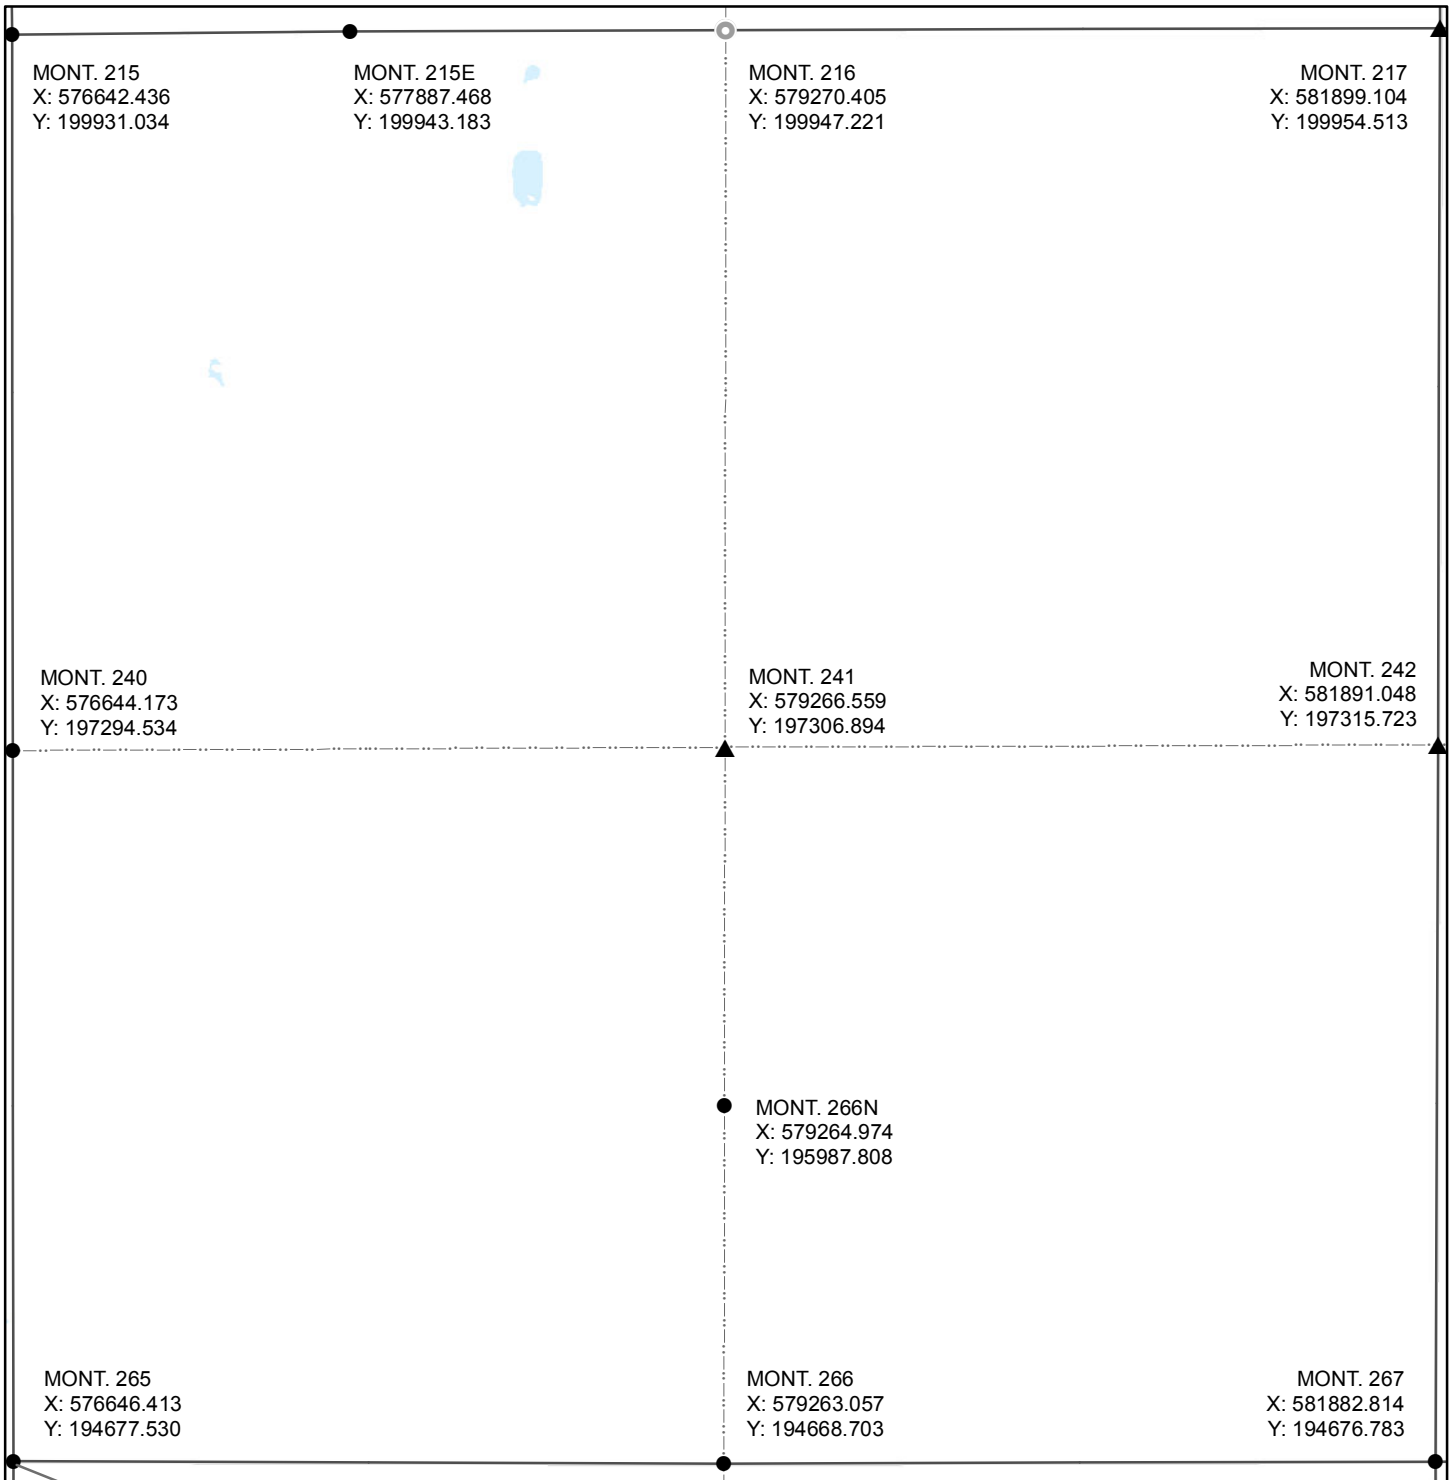 MONT. 215
X: 576642.436
Y: 199931.034
MONT. 215E
X: 577887.468
Y: 199943.183
MONT. 216
X: 579270.405
Y: 199947.221
MONT. 217
X: 581899.104
Y: 199954.513
MONT. 240
X: 576644.173
Y: 197294.534
MONT. 241
X: 579266.559
Y: 197306.894
MONT. 242
X: 581891.048
Y: 197315.723
MONT. 266N
X: 579264.974
Y: 195987.808
MONT. 265
X: 576646.413
Y: 194677.530
MONT. 266
X: 579263.057
Y: 194668.703
MONT. 267
X: 581882.814
Y: 194676.783